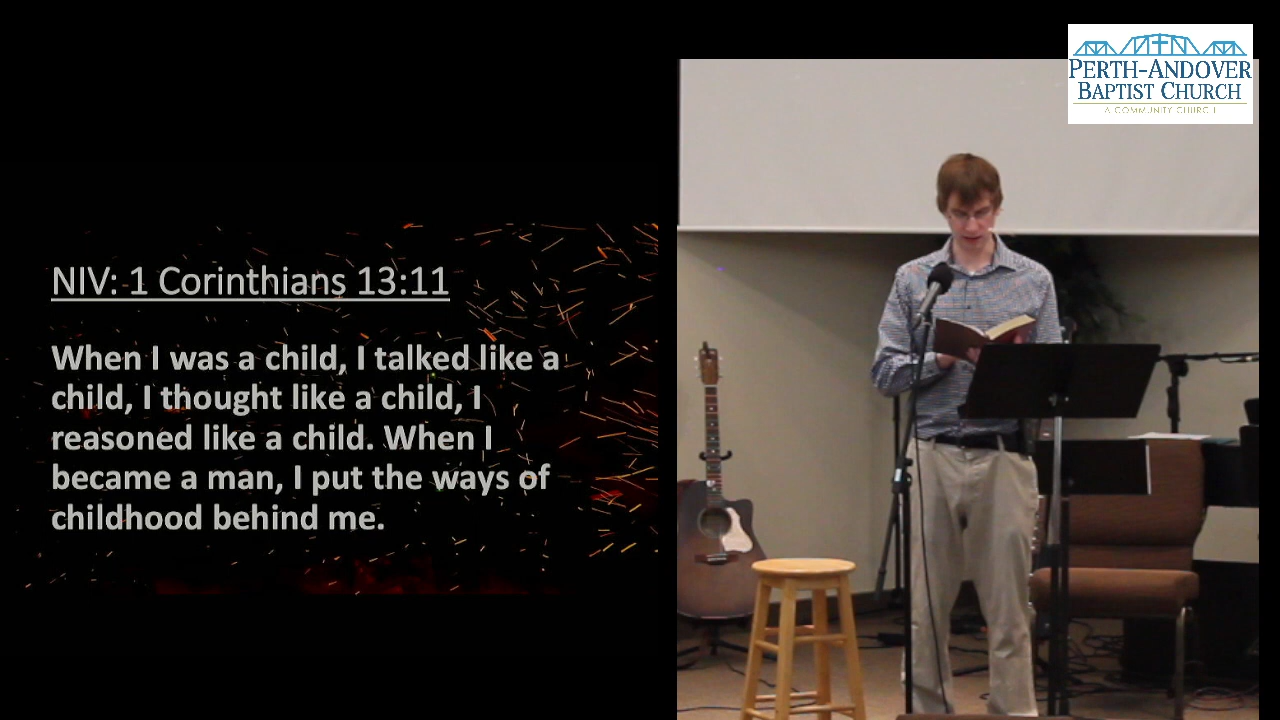 NIV: 1 Corinthians 13:11
When I was a child, I talked like a
child, I thought like a child, I
reasoned like a child. When I
became a man, I put the ways of
childhood behind me.
PERTH-ANDOVER
BAPTIST CHURCH
A COMMUNITY CHURCH